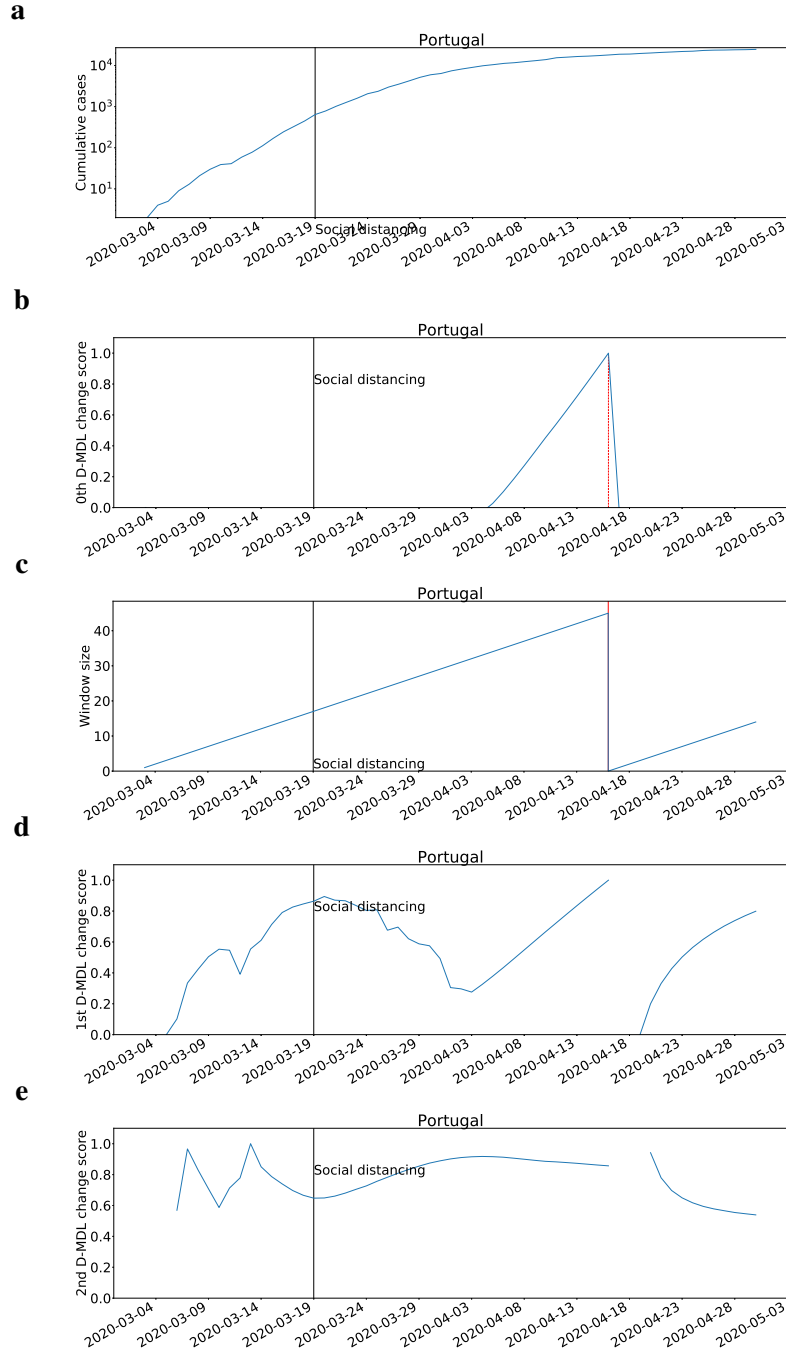 a
Portugal
Cumulative cases
10^4
10^3
10^2
10^1
2020-03-04 2020-03-09 2020-03-14 2020-03-19 2020-03-24 2020-03-29 2020-04-03 2020-04-08 2020-04-13 2020-04-18 2020-04-23 2020-04-28 2020-05-03
Social distancing
b
Portugal
0th D-MDL change score
1.0
0.8
0.6
0.4
0.2
0.0
Social distancing
2020-03-04 2020-03-09 2020-03-14 2020-03-19 2020-03-24 2020-03-29 2020-04-03 2020-04-08 2020-04-13 2020-04-18 2020-04-23 2020-04-28 2020-05-03
c
Portugal
Window size
40
30
20
10
0
Social distancing
2020-03-04 2020-03-09 2020-03-14 2020-03-19 2020-03-24 2020-03-29 2020-04-03 2020-04-08 2020-04-13 2020-04-18 2020-04-23 2020-04-28 2020-05-03
d
Portugal
1st D-MDL change score
1.0
0.8
0.6
0.4
0.2
0.0
Social distancing
2020-03-04 2020-03-09 2020-03-14 2020-03-19 2020-03-24 2020-03-29 2020-04-03 2020-04-08 2020-04-13 2020-04-18 2020-04-23 2020-04-28 2020-05-03
e
Portugal
2nd D-MDL change score
1.0
0.8
0.6
0.4
0.2
0.0
Social distancing
2020-03-04 2020-03-09 2020-03-14 2020-03-19 2020-03-24 2020-03-29 2020-04-03 2020-04-08 2020-04-13 2020-04-18 2020-04-23 2020-04-28 2020-05-03